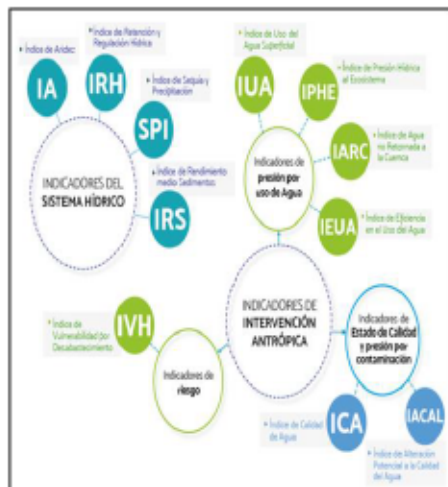 Índice de Aridez
IA
Índice de Retención y
Regulación Hídrica
IRH
Índice de Sequía y
Precipitación
SPI
Índice de Rendimiento
medio Sedimentos
IRS
INDICADORES DEL
SISTEMA HÍDRICO
Índice de Uso del
Agua Superficial
IUA
Índice de Presión Hídrica
al Ecosistema
IPHE
Índice de Agua
no Retornada a
la Cuenca
IARC
Índice de Eficiencia
en el Uso del Agua
IEUA
Indicadores de
presión por
uso de Agua
INDICADORES DE
INTERVENCIÓN
ANTRÓPICA
IVH
Índice de
Vulnerabilidad por
Desabastecimiento
Indicadores de
riesgo
Indicadores de
Estado de Calidad
y presión por
contaminación
Índice de Calidad
de Agua
ICA
IACAL
Índice de Alteración
Potencial a la Calidad
del Agua